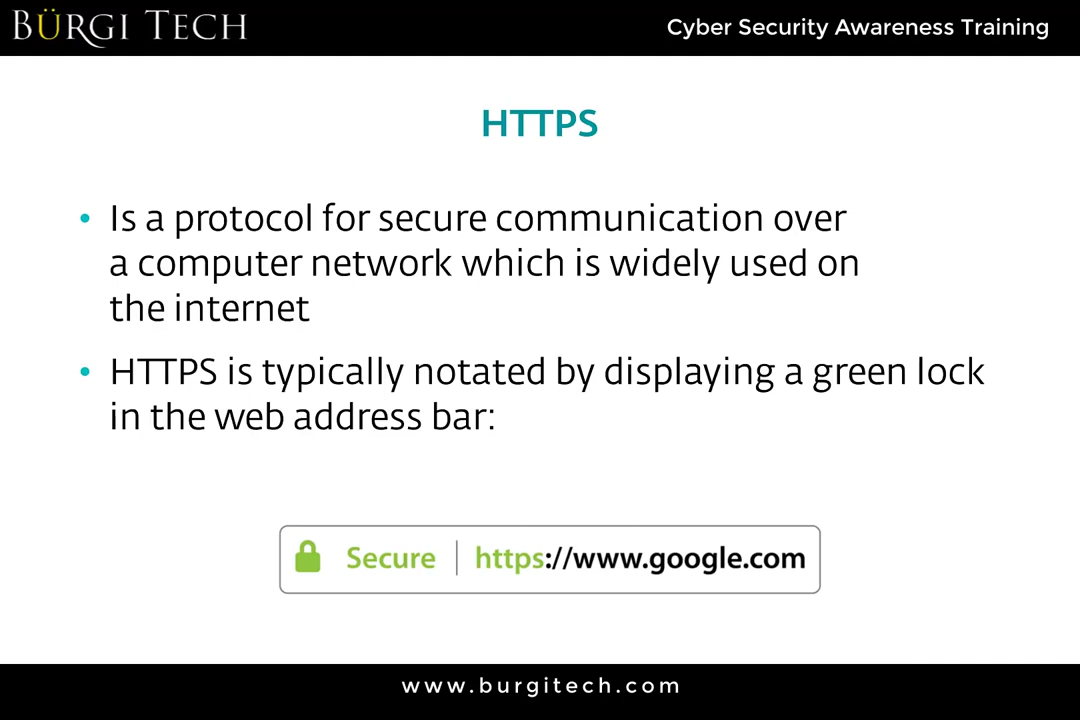 BÜRGI TECH
Cyber Security Awareness Training
HTTPS
• Is a protocol for secure communication over
a computer network which is widely used on
the internet
• HTTPS is typically notated by displaying a green lock
in the web address bar:
Secure | https://www.google.com
www.burgitech.com